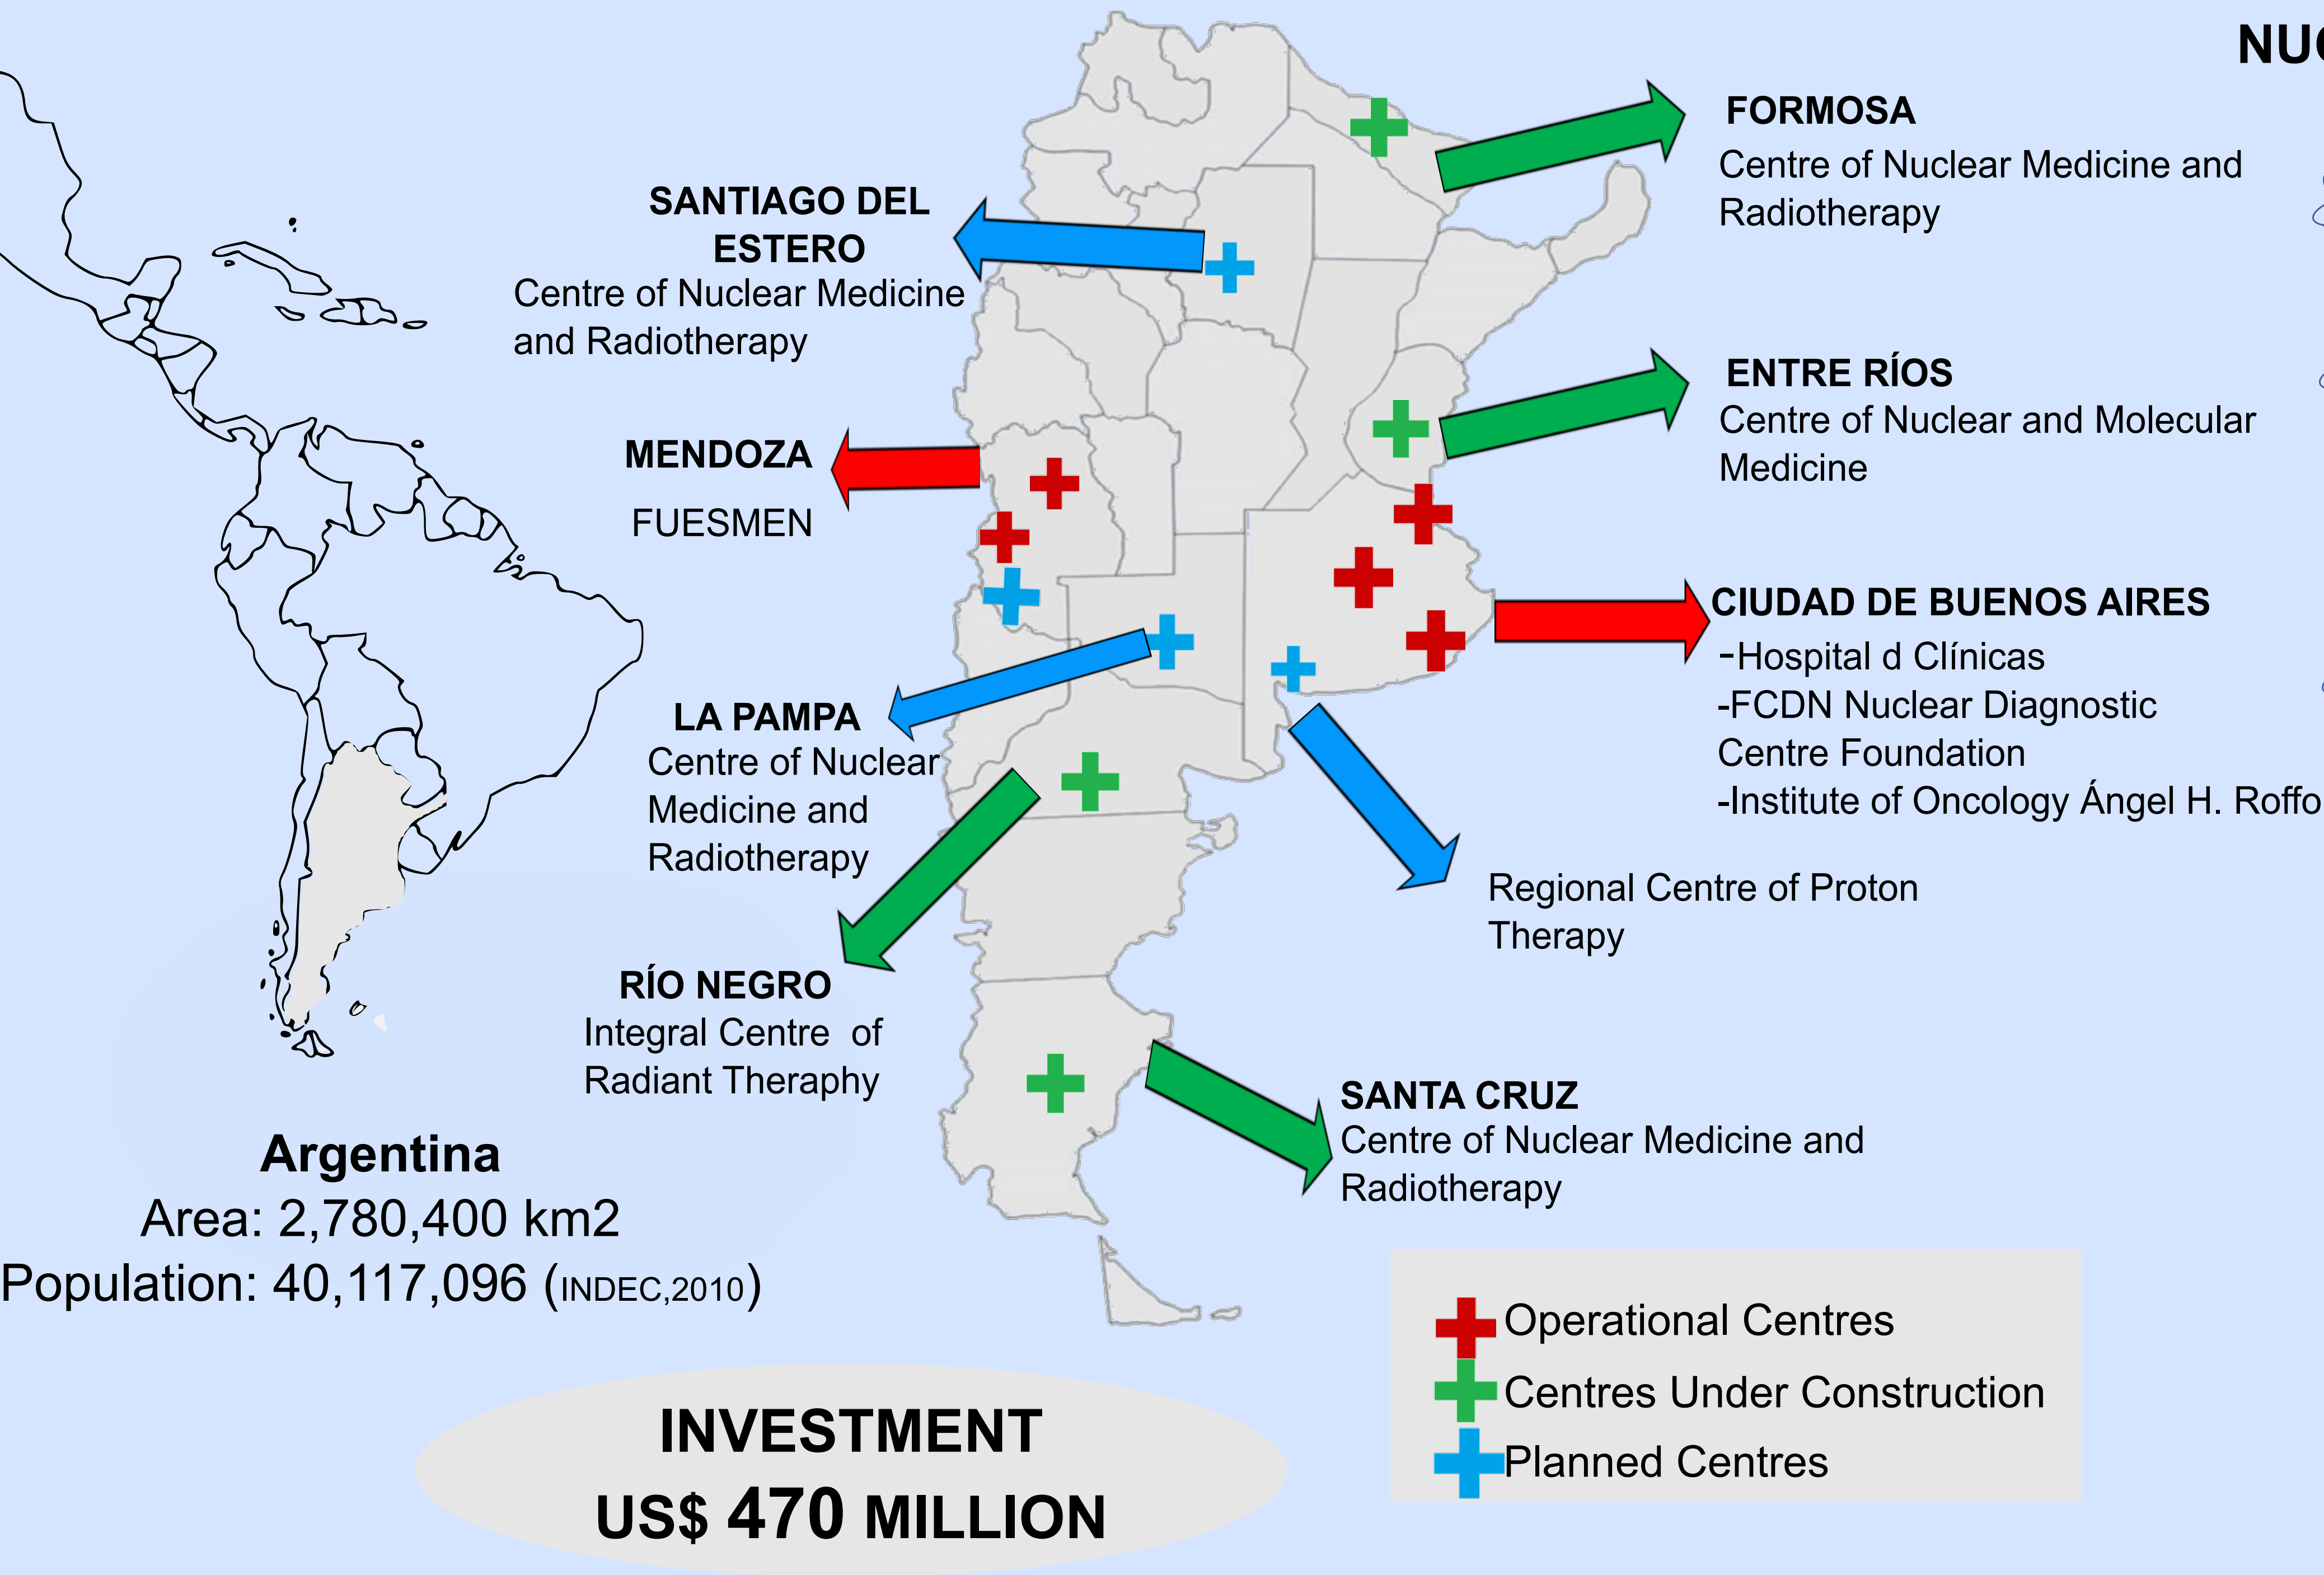 NUC
FORMOSA
Centre of Nuclear Medicine and
Radiotherapy
SANTIAGO DEL
ESTERO
Centre of Nuclear Medicine
and Radiotherapy
ENTRE RÍOS
Centre of Nuclear and Molecular
Medicine
MENDOZA
FUESMEN
CIUDAD DE BUENOS AIRES
-Hospital d Clínicas
-FCDN Nuclear Diagnostic
Centre Foundation
-Institute of Oncology Ángel H. Roffo
LA PAMPA
Centre of Nuclear
Medicine and
Radiotherapy
Regional Centre of Proton
Therapy
RÍO NEGRO
Integral Centre of
Radiant Theraphy
SANTA CRUZ
Centre of Nuclear Medicine and
Radiotherapy
Argentina
Area: 2,780,400 km2
Population: 40,117,096 (INDEC,2010)
Operational Centres
Centres Under Construction
Planned Centres
INVESTMENT
US$ 470 MILLION